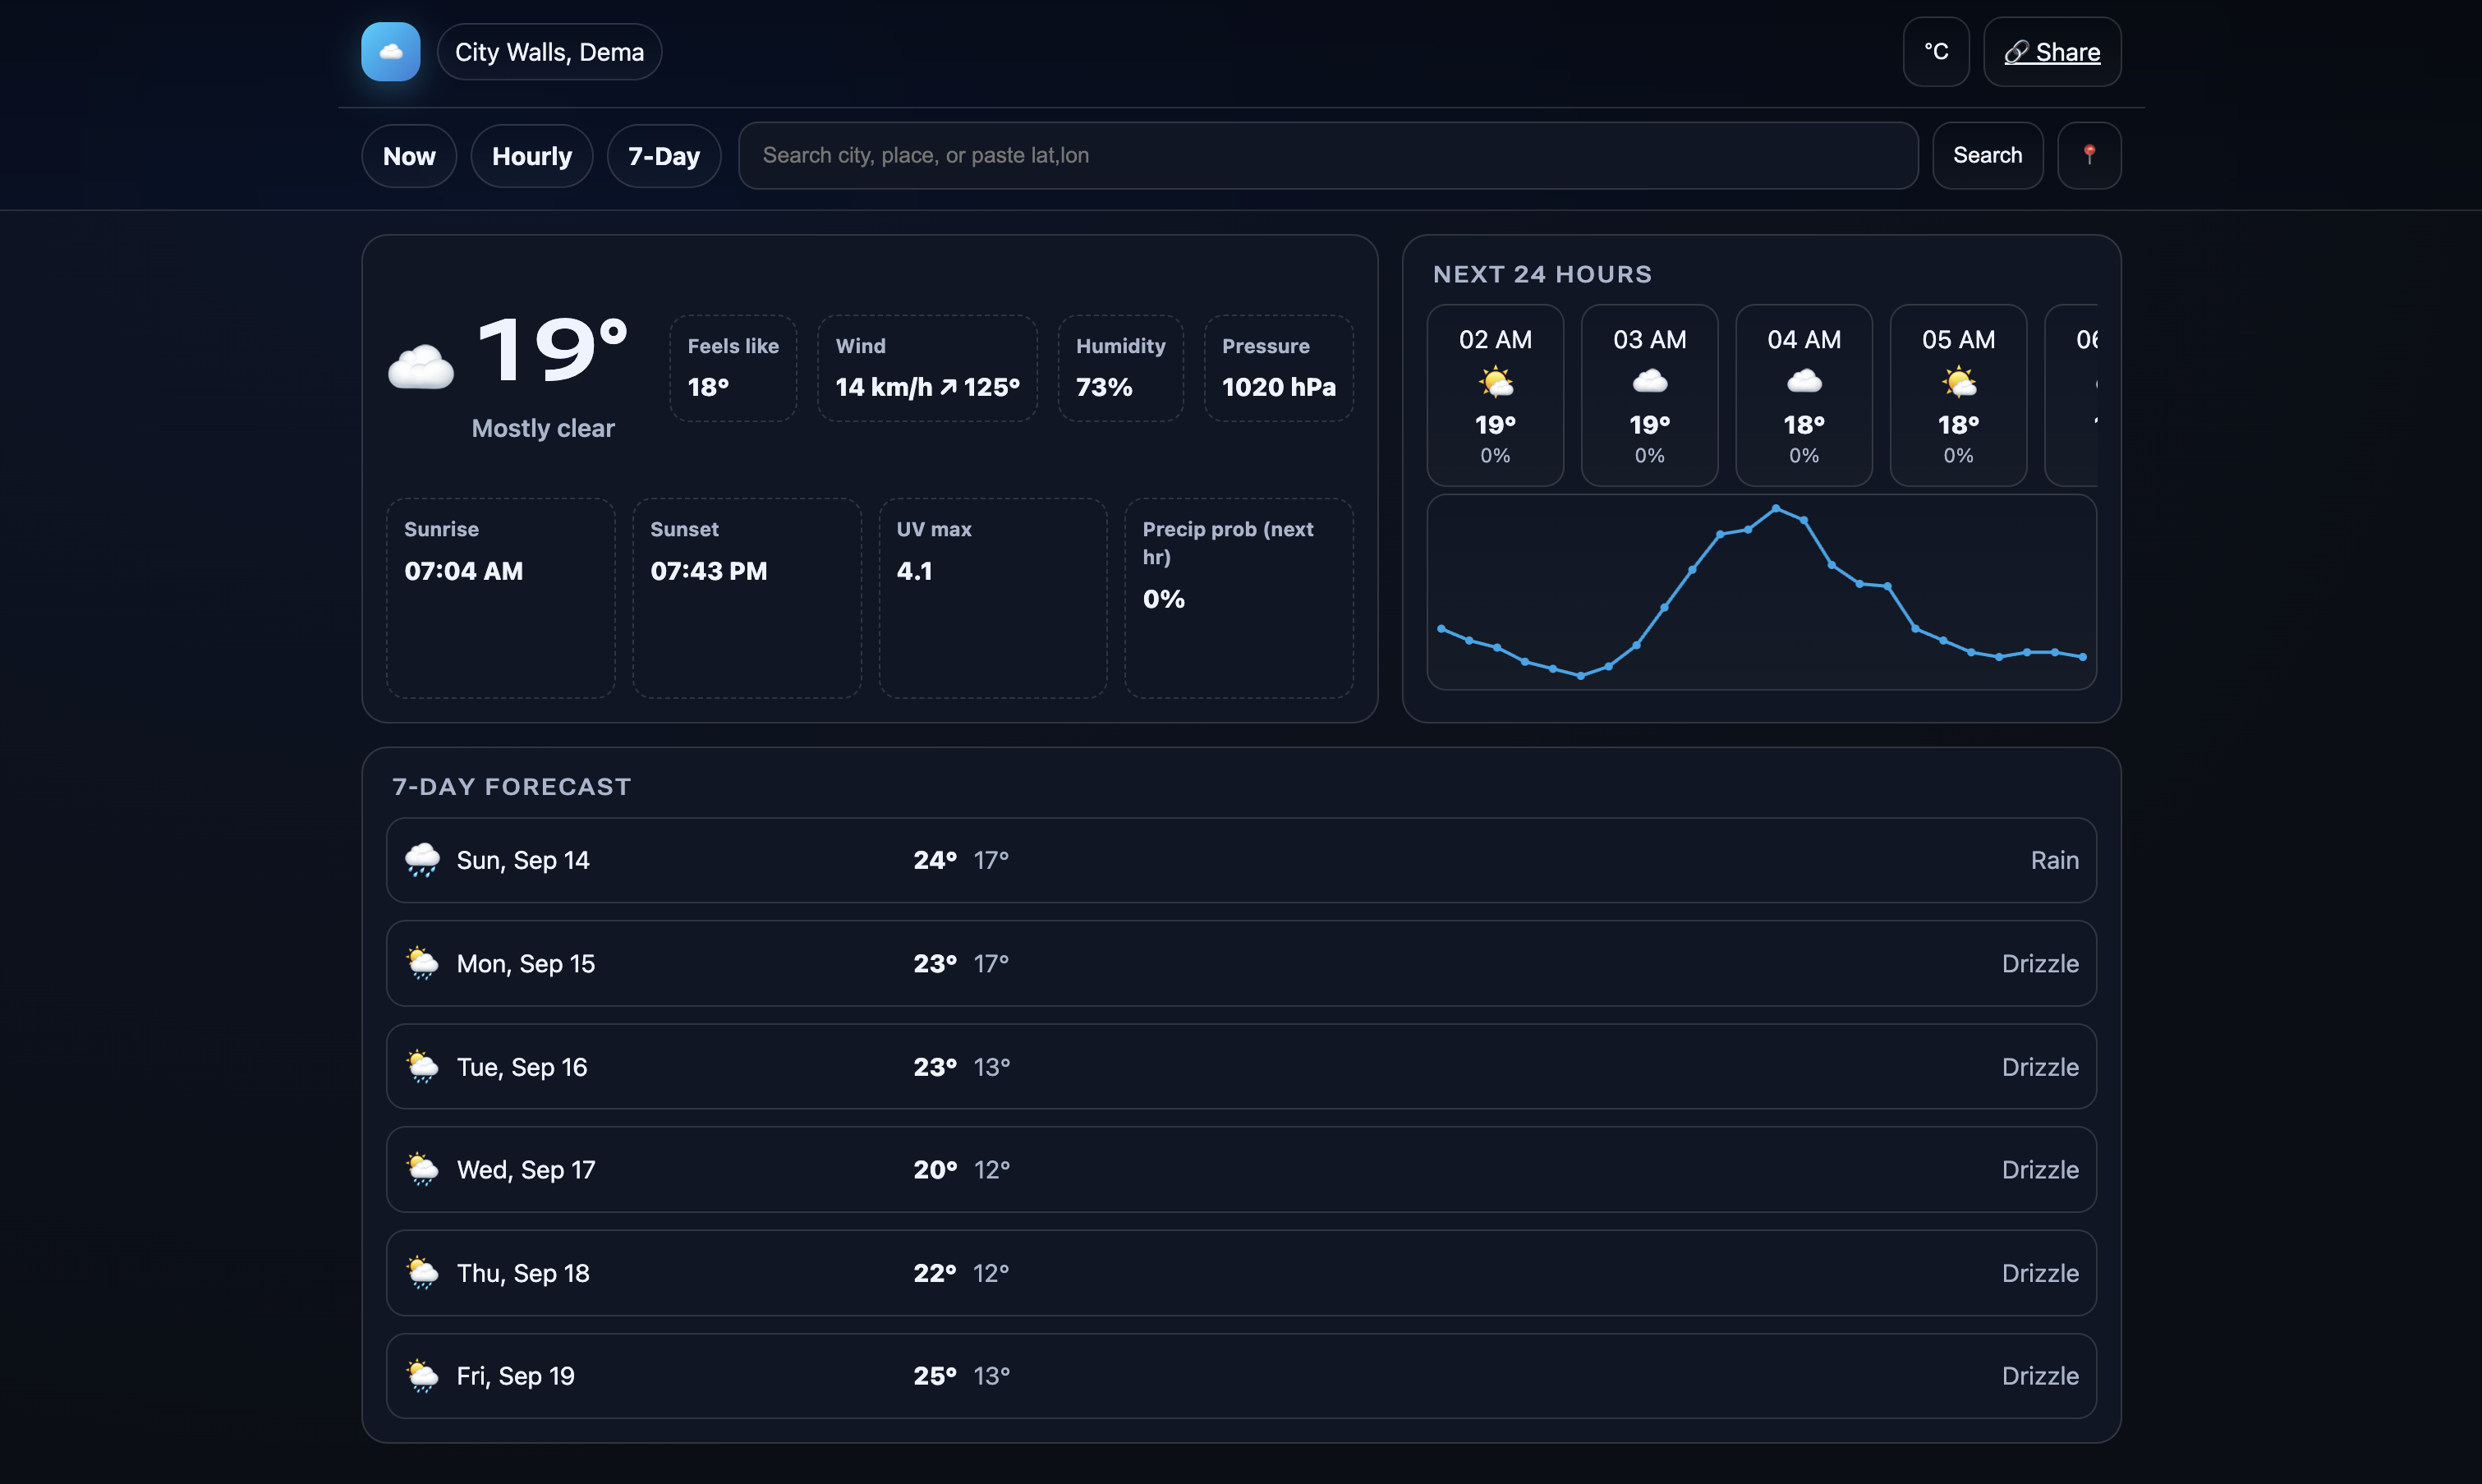 City Walls, Dema
°C
Share
Now
Hourly
7-Day
Search city, place, or paste lat,lon
Search
19°
Mostly clear
Feels like
18°
Wind
14 km/h ↗ 125°
Humidity
73%
Pressure
1020 hPa
Sunrise
07:04 AM
Sunset
07:43 PM
UV max
4.1
Precip prob (next
hr)
0%
NEXT 24 HOURS
02 AM
19°
0%
03 AM
19°
0%
04 AM
18°
0%
05 AM
18°
0%
7-DAY FORECAST
Sun, Sep 14 24° 17° Rain
Mon, Sep 15 23° 17° Drizzle
Tue, Sep 16 23° 13° Drizzle
Wed, Sep 17 20° 12° Drizzle
Thu, Sep 18 22° 12° Drizzle
Fri, Sep 19 25° 13° Drizzle